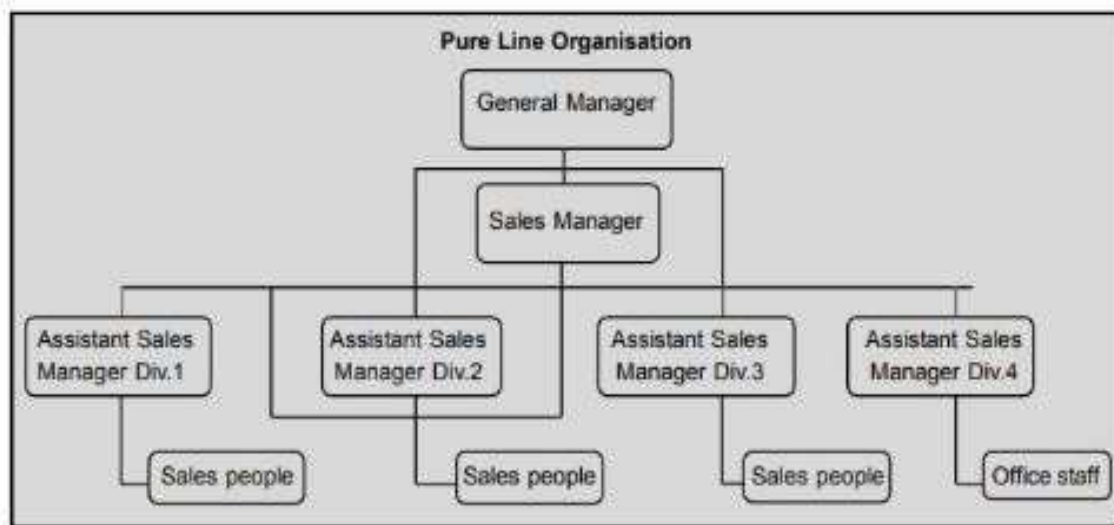 Pure Line Organisation
General Manager
Sales Manager
Assistant Sales
Manager Div.1
Assistant Sales
Manager Div.2
Assistant Sales
Manager Div.3
Assistant Sales
Manager Div.4
Sales people
Sales people
Sales people
Office staff